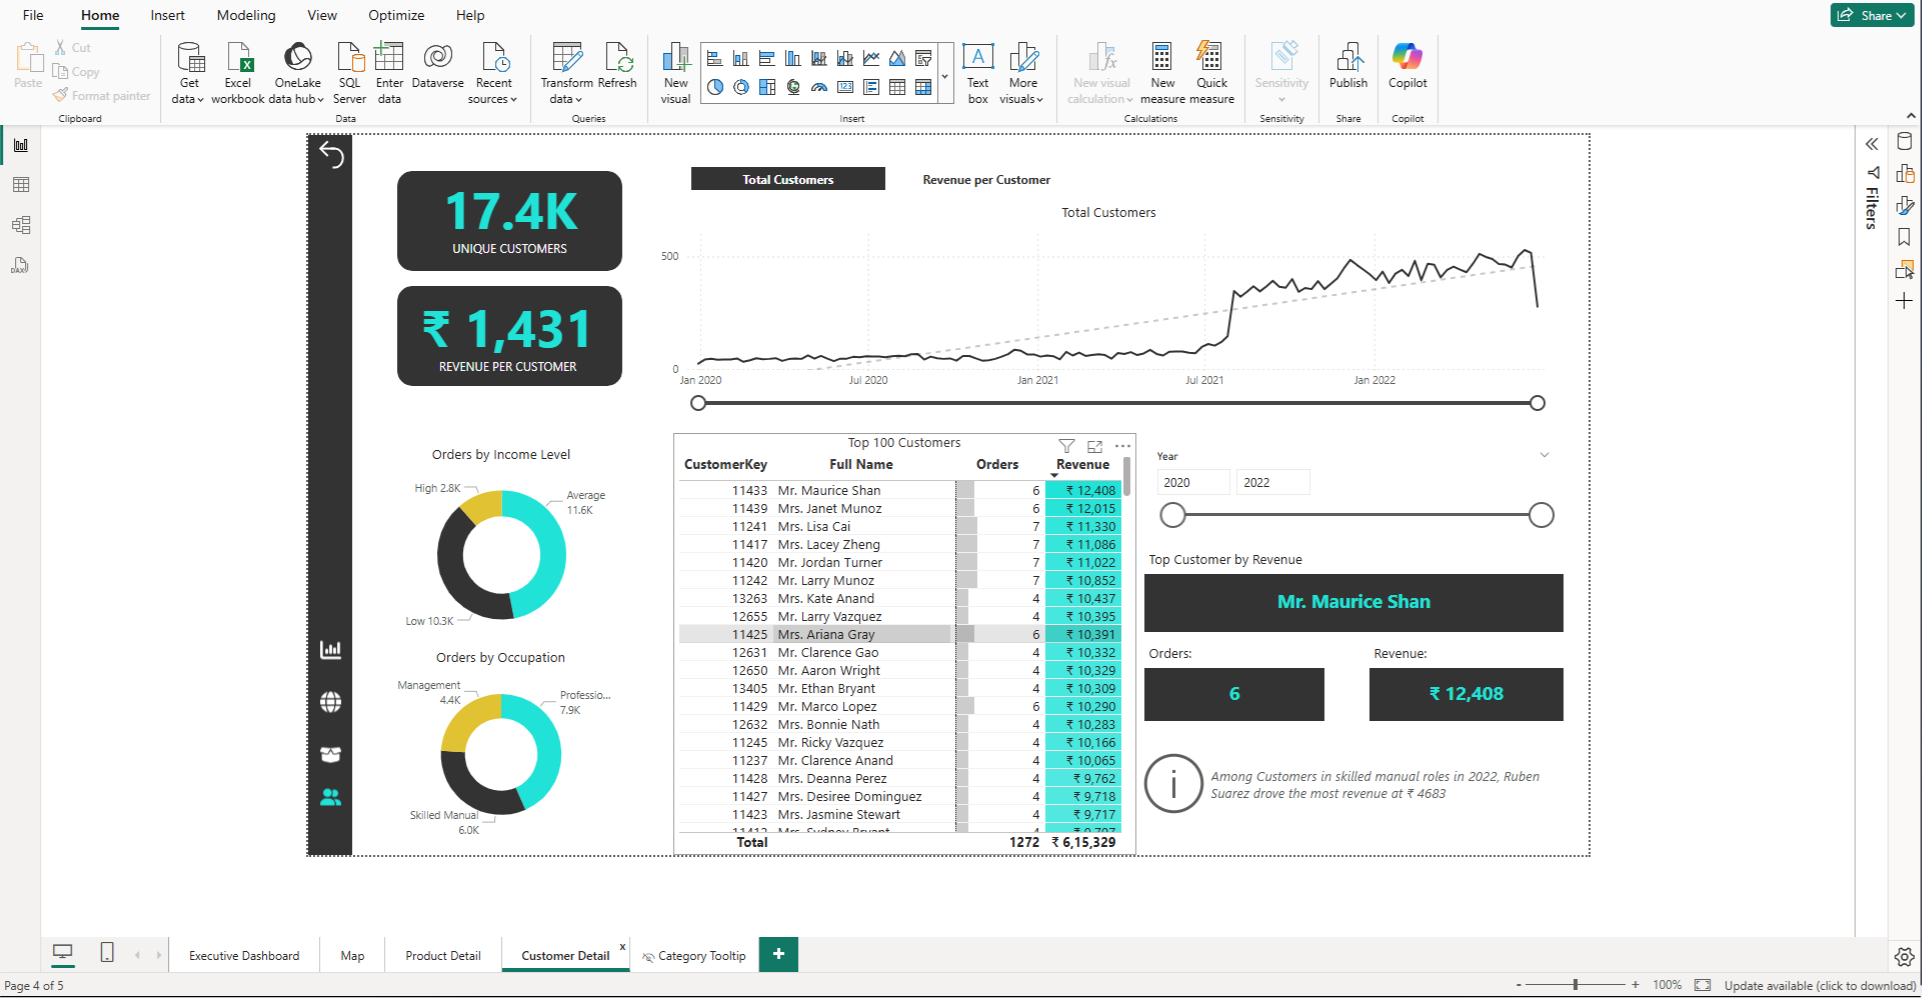 File Home Insert Modeling View Optimize Help
Share
Paste
Cut
Copy
Format painter
Clipboard
Get data
Excel workbook
OneLake data hub
SQL Server
Enter data
Dataverse
Recent sources
Data
Transform data
Refresh
Queries
New visual
Insert
Text box
More visuals
New visual calculation
New measure
Quick measure
Calculations
Sensitivity
Sensitivity
Publish
Share
Copilot
Copilot
Filters
17.4K
UNIQUE CUSTOMERS
₹ 1,431
REVENUE PER CUSTOMER
Total Customers
Revenue per Customer
Total Customers
500
0
Jan 2020 Jul 2020 Jan 2021 Jul 2021 Jan 2022
Orders by Income Level
High 2.8K
Average
11.6K
Low 10.3K
Orders by Occupation
Management
4.4K
Professio...
7.9K
Skilled Manual
6.0K
Top 100 Customers
CustomerKey Full Name Orders Revenue
11433 Mr. Maurice Shan 6 ₹ 12,408
11439 Mrs. Janet Munoz 6 ₹ 12,015
11241 Mrs. Lisa Cai 7 ₹ 11,330
11417 Mrs. Lacey Zheng 7 ₹ 11,086
11420 Mr. Jordan Turner 7 ₹ 11,022
11242 Mr. Larry Munoz 7 ₹ 10,852
13263 Mrs. Kate Anand 4 ₹ 10,437
12655 Mr. Larry Vazquez 4 ₹ 10,395
11425 Mrs. Ariana Gray 6 ₹ 10,391
12631 Mr. Clarence Gao 4 ₹ 10,332
12650 Mr. Aaron Wright 4 ₹ 10,329
13405 Mr. Ethan Bryant 4 ₹ 10,309
11429 Mr. Marco Lopez 6 ₹ 10,290
12632 Mrs. Bonnie Nath 4 ₹ 10,283
11245 Mr. Ricky Vazquez 4 ₹ 10,166
11237 Mr. Clarence Anand 4 ₹ 10,065
11428 Mrs. Deanna Perez 4 ₹ 9,762
11427 Mrs. Desiree Dominguez 4 ₹ 9,718
11423 Mrs. Jasmine Stewart 4 ₹ 9,717
Total 1272 ₹ 6,15,329
Year
2020 2022
Top Customer by Revenue
Mr. Maurice Shan
Orders: Revenue:
6 ₹ 12,408
Among Customers in skilled manual roles in 2022, Ruben
Suarez drove the most revenue at ₹ 4683
Executive Dashboard Map Product Detail Customer Detail x Category Tooltip +
Page 4 of 5
- + 100% Update available (click to download)